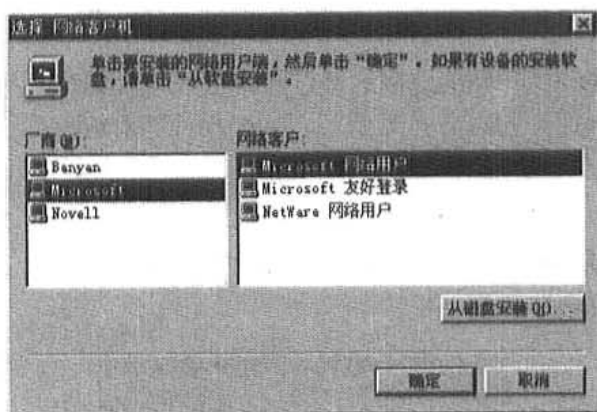 选择 网络客户机
单击要安装的网络用户端，然后单击“确定”。如果有设备的安装软
盘，请单击“从软盘安装”。
厂商(M):
网络客户:
Banyan
Microsoft
Novell
Microsoft 网络用户
Microsoft 友好登录
NetWare 网络用户
从磁盘安装(H)...
确定
取消